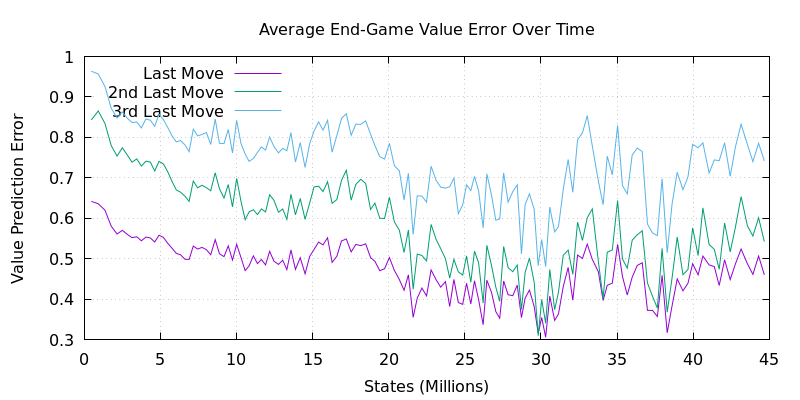 Average End-Game Value Error Over Time
Value Prediction Error
1
0.9
0.8
0.7
0.6
0.5
0.4
0.3
Last Move
2nd Last Move
3rd Last Move
0 5 10 15 20 25 30 35 40 45
States (Millions)